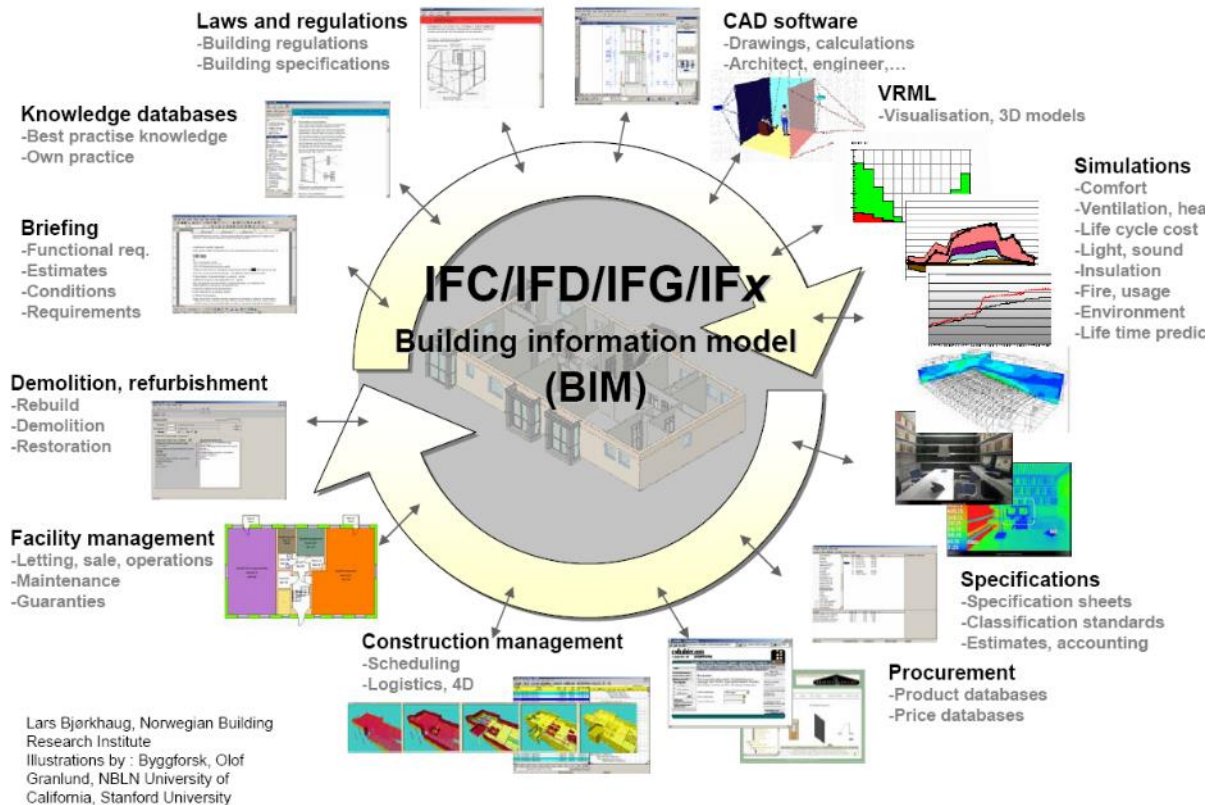 Laws and regulations
-Building regulations
-Building specifications
CAD software
-Drawings, calculations
-Architect, engineer,...
VRML
-Visualisation, 3D models
Knowledge databases
-Best practise knowledge
-Own practice
Simulations
-Comfort
-Ventilation, hea
-Life cycle cost
-Light, sound
-Insulation
-Fire, usage
-Environment
-Life time predic
Briefing
-Functional req.
-Estimates
-Conditions
-Requirements
IFC/IFD/IFG/IFx
Building information model
(BIM)
Demolition, refurbishment
-Rebuild
-Demolition
-Restoration
Facility management
-Letting, sale, operations
-Maintenance
-Guaranties
Specifications
-Specification sheets
-Classification standards
-Estimates, accounting
Construction management
-Scheduling
-Logistics, 4D
Procurement
-Product databases
-Price databases
Lars Bjørkhaug, Norwegian Building
Research Institute
Illustrations by : Byggforsk, Olof
Granlund, NBLN University of
California, Stanford University